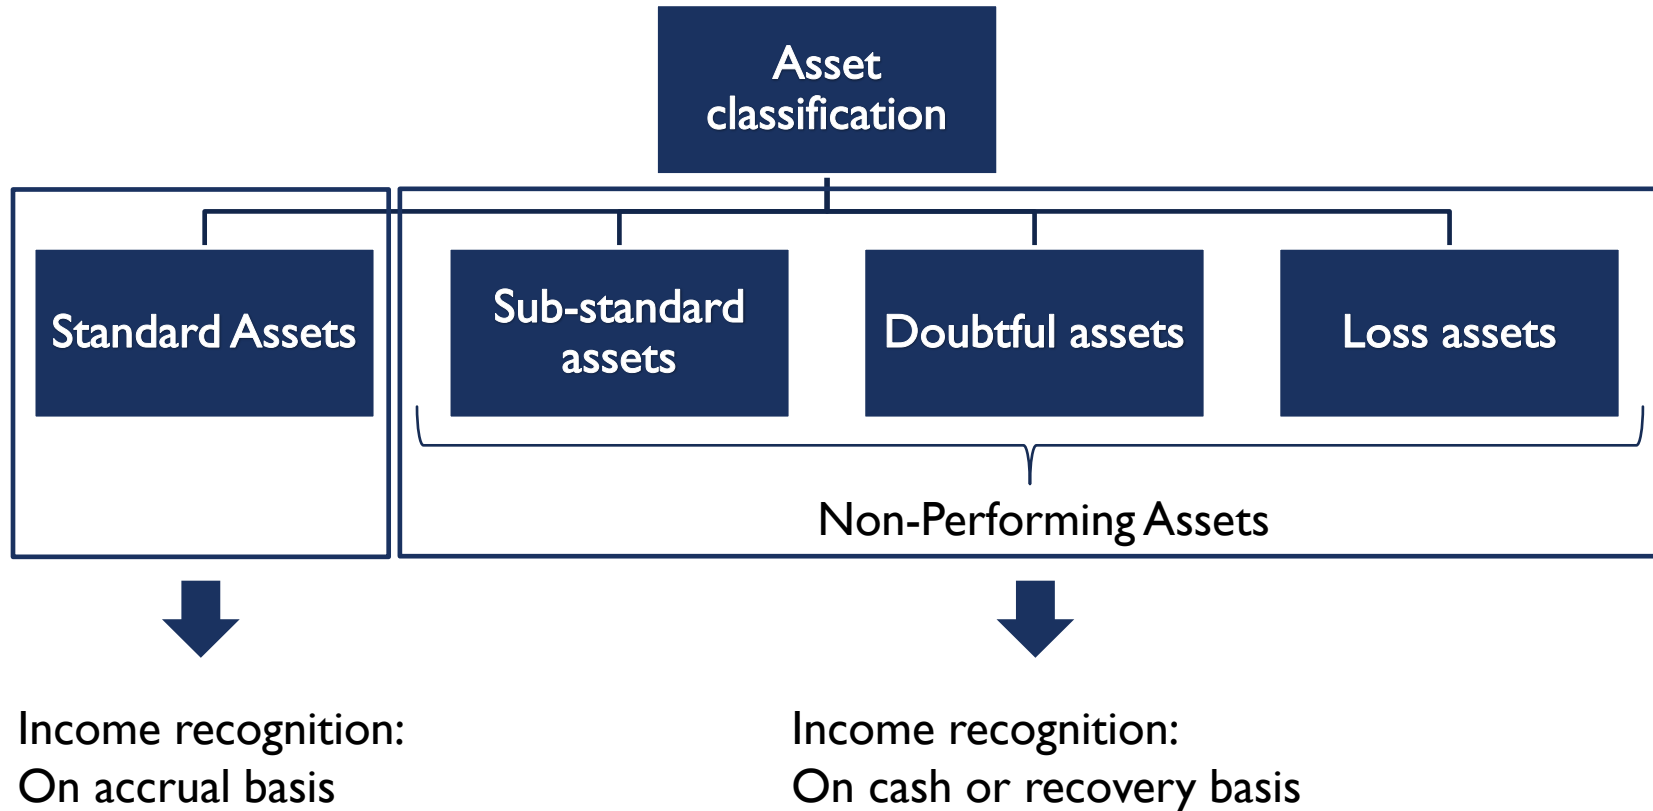 Asset
classification
Standard Assets
Sub-standard
assets
Doubtful assets
Loss assets
Non-Performing Assets
Income recognition:
On accrual basis
Income recognition:
On cash or recovery basis